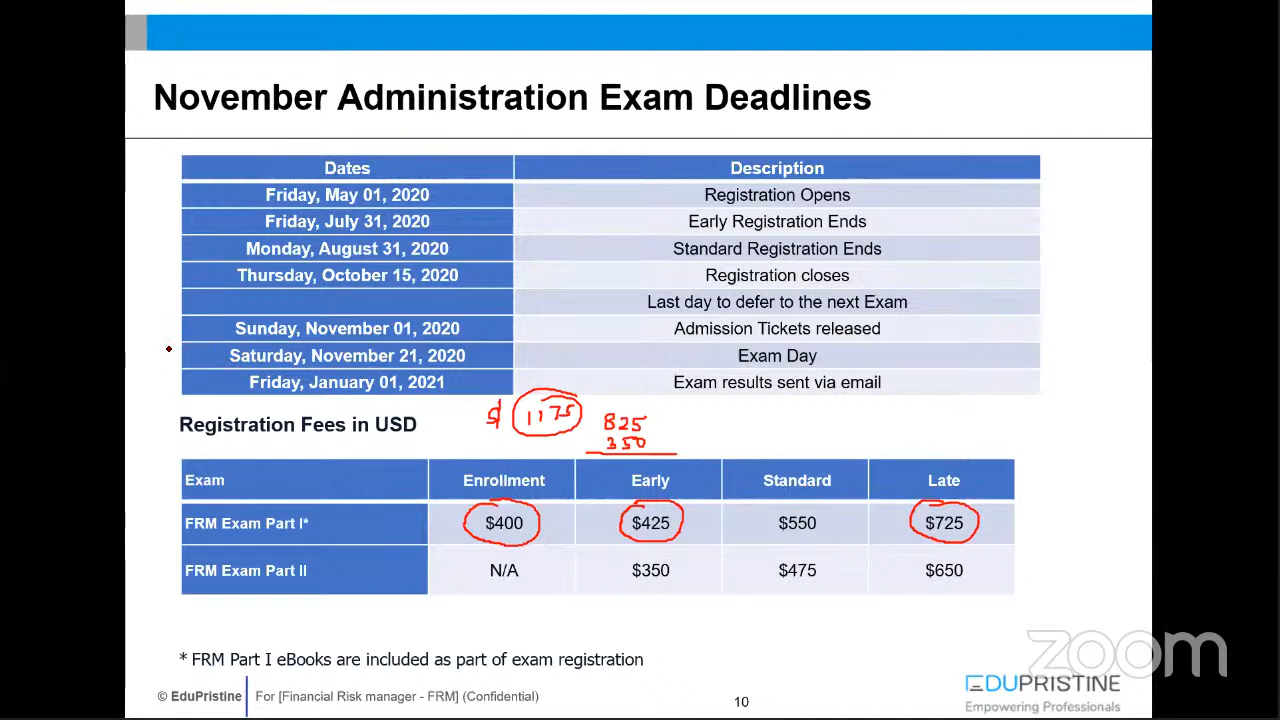 November Administration Exam Deadlines
Dates Description
Friday, May 01, 2020 Registration Opens
Friday, July 31, 2020 Early Registration Ends
Monday, August 31, 2020 Standard Registration Ends
Thursday, October 15, 2020 Registration closes
Last day to defer to the next Exam
Sunday, November 01, 2020 Admission Tickets released
Saturday, November 21, 2020 Exam Day
Friday, January 01, 2021 Exam results sent via email
$ 1175
825
350
Registration Fees in USD
Exam Enrollment Early Standard Late
FRM Exam Part I* $400 $425 $550 $725
FRM Exam Part II N/A $350 $475 $650
* FRM Part I eBooks are included as part of exam registration
zoom
© EduPristine For [Financial Risk manager - FRM] (Confidential)
10
EDUPRISTINE
Empowering Professionals